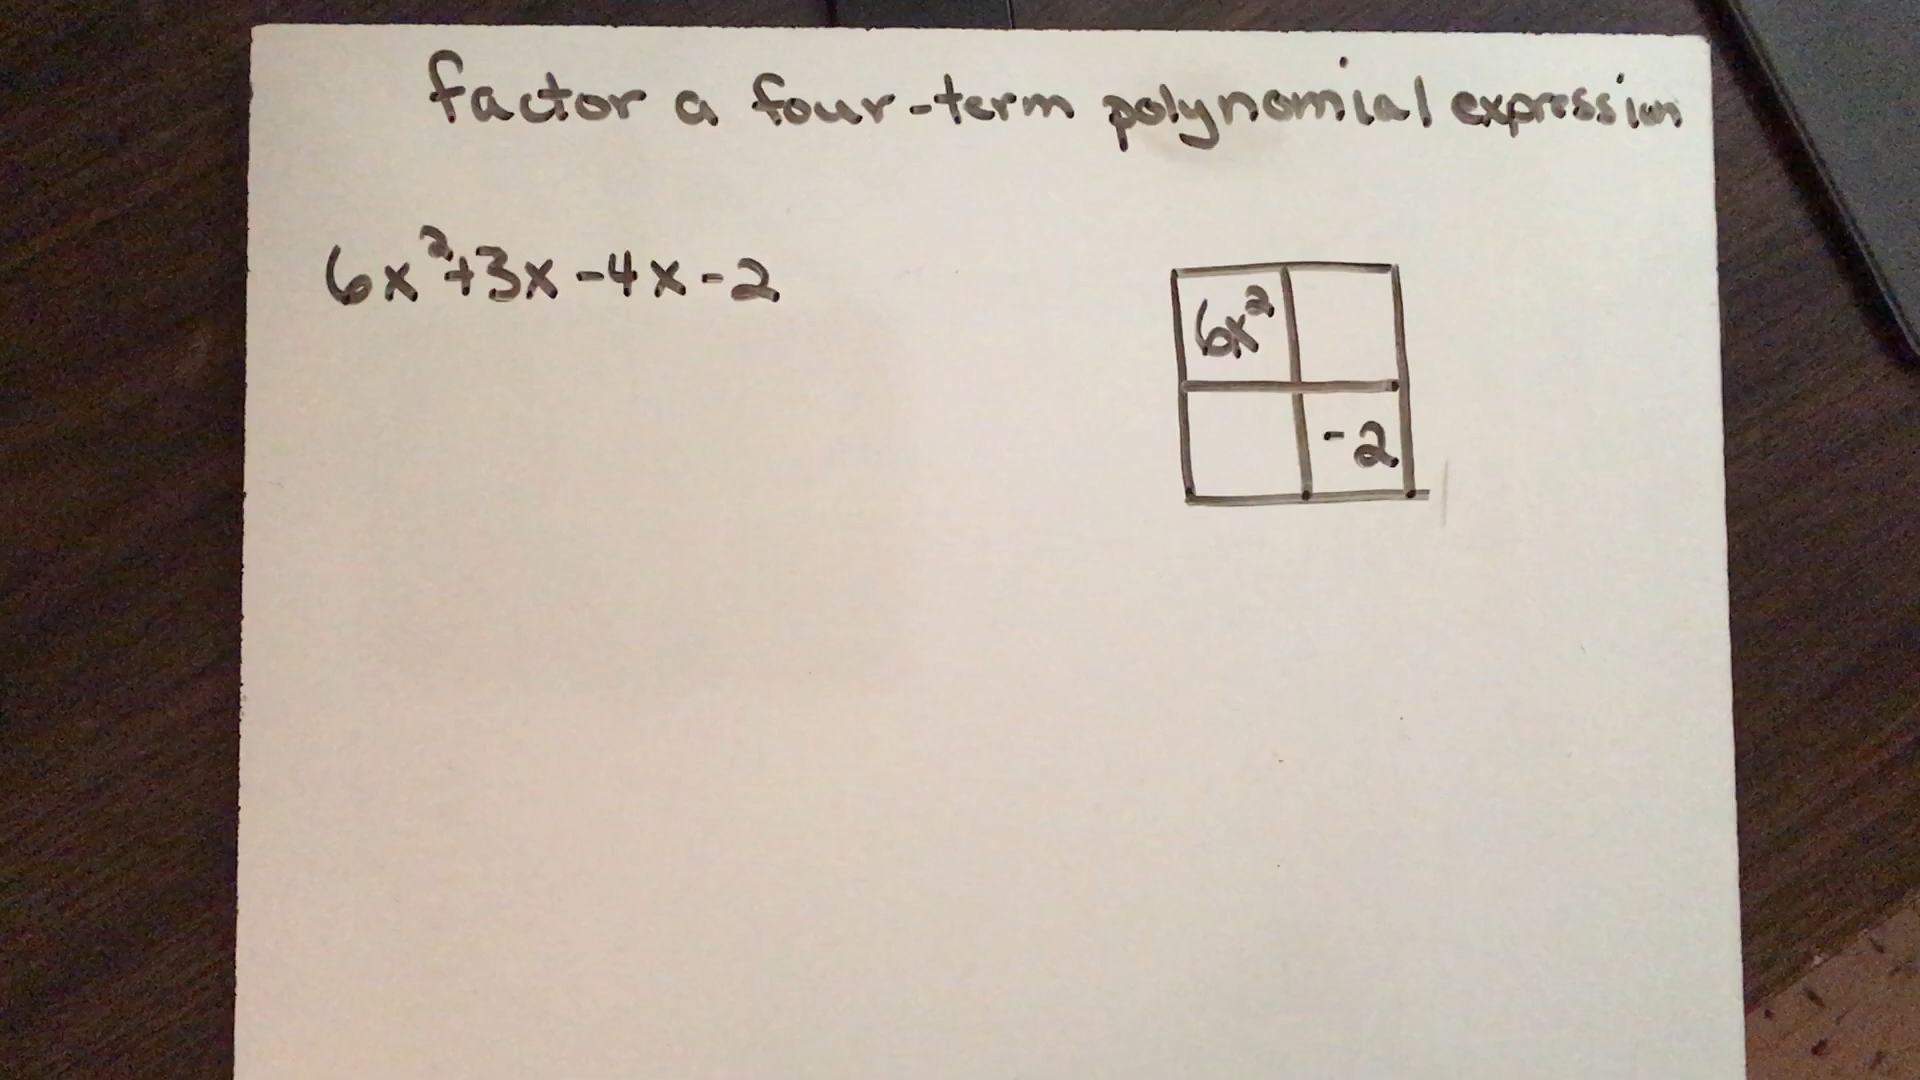 factor a four-term polynomial expression
6x²+3x-4x-2
6x²
-2